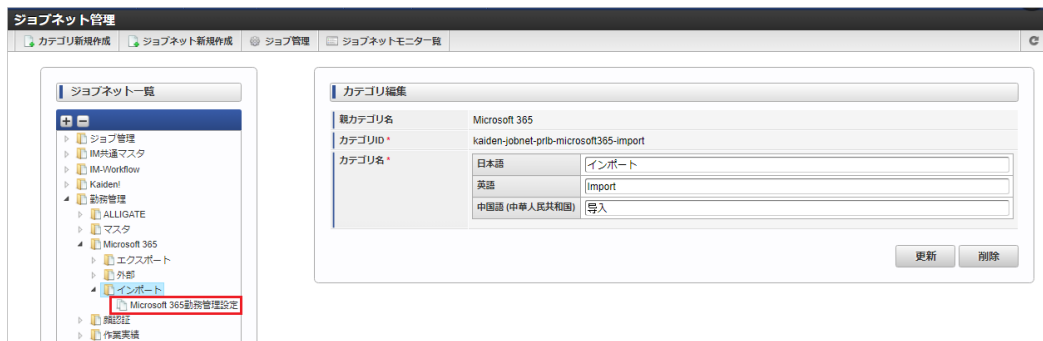 ジョブネット管理
カテゴリ新規作成 ジョブネット新規作成 ジョブ管理 ジョブネットモニター覧
ジョブネット一覧
ジョブ管理
IM共通マスタ
IM-Workflow
Kaiden!
勤務管理
ALLIGATE
マスタ
Microsoft 365
エクスポート
外部
インポート
Microsoft 365勤務管理設定
顔認証
作業実績
カテゴリ編集
親カテゴリ名 Microsoft 365
カテゴリID * kaiden-jobnet-prlb-microsoft365-import
カテゴリ名 * 日本語 インポート
英語 Import
中国語 (中華人民共和国) 导入
更新 削除